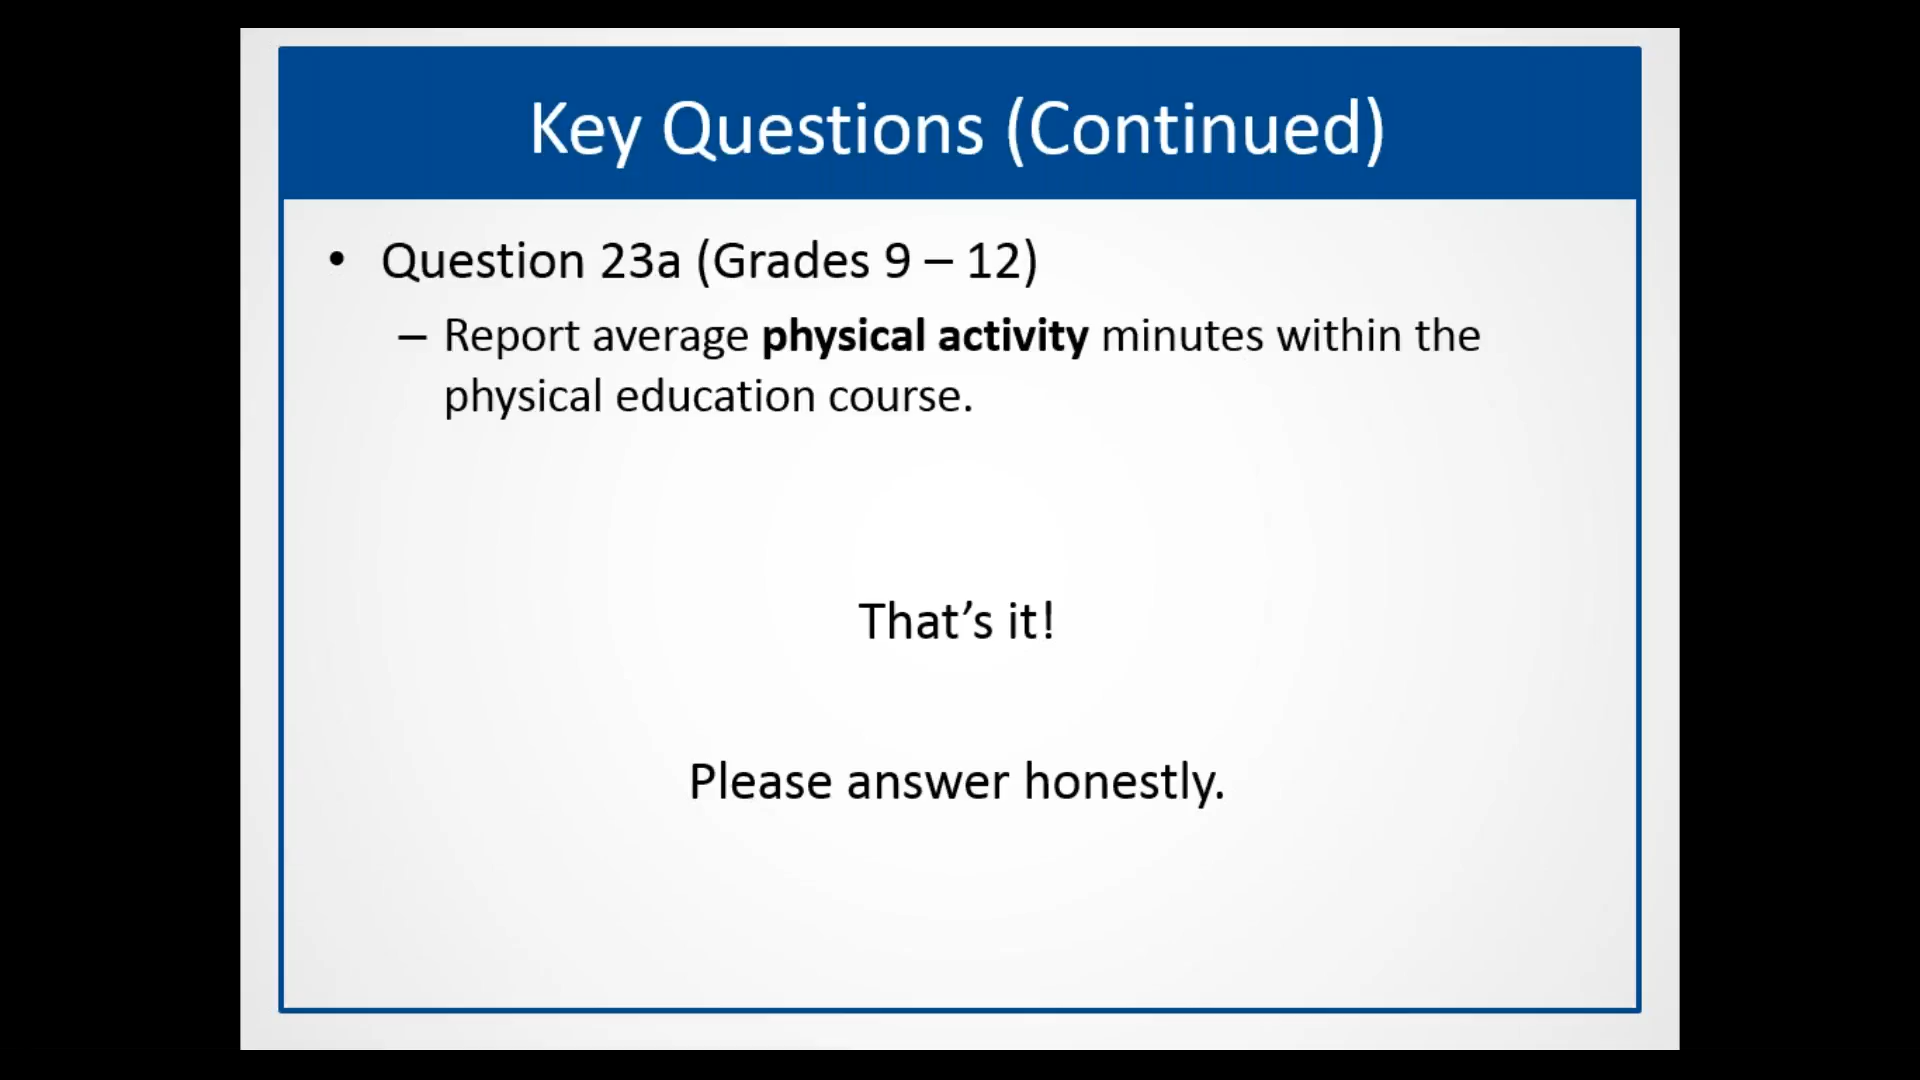 Key Questions (Continued)
• Question 23a (Grades 9 – 12)
– Report average physical activity minutes within the
physical education course.
That’s it!
Please answer honestly.